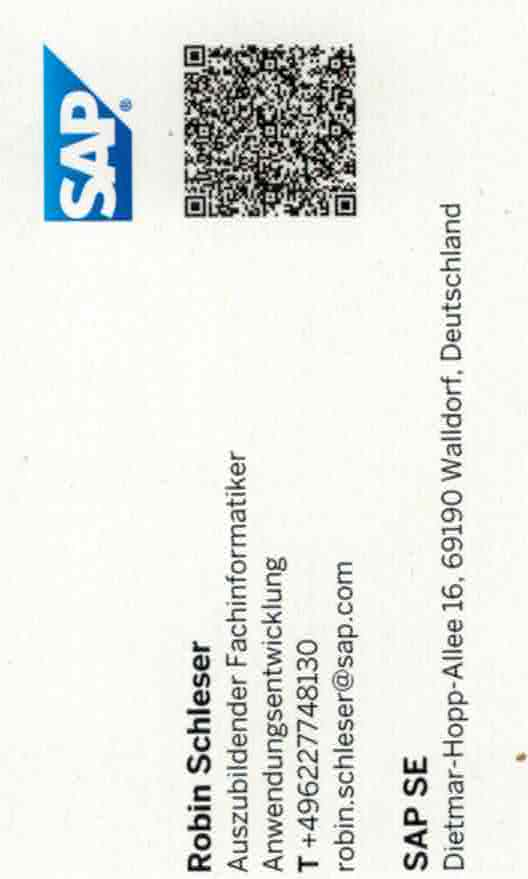 SAP®
Robin Schleser
Auszubildender Fachinformatiker
Anwendungsentwicklung
T +496227748130
robin.schleser@sap.com
SAP SE
Dietmar-Hopp-Allee 16, 69190 Walldorf, Deutschland